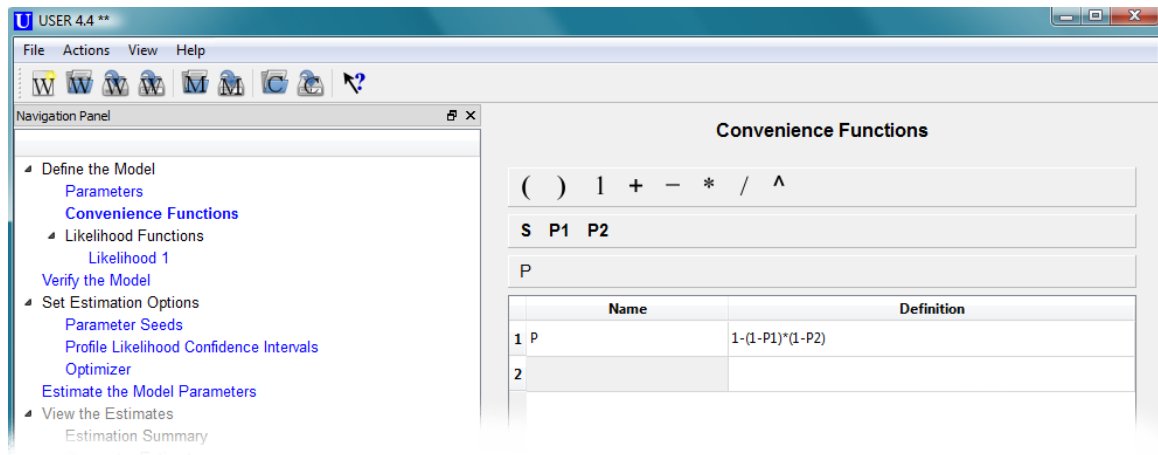 U USER 4.4 **
File Actions View Help
W W W W M M C C ?
Navigation Panel
Define the Model
Parameters
Convenience Functions
Likelihood Functions
Likelihood 1
Verify the Model
Set Estimation Options
Parameter Seeds
Profile Likelihood Confidence Intervals
Optimizer
Estimate the Model Parameters
View the Estimates
Estimation Summary
Convenience Functions
( ) 1 + − * / ^
S P1 P2
P
Name Definition
1 P 1-(1-P1)*(1-P2)
2